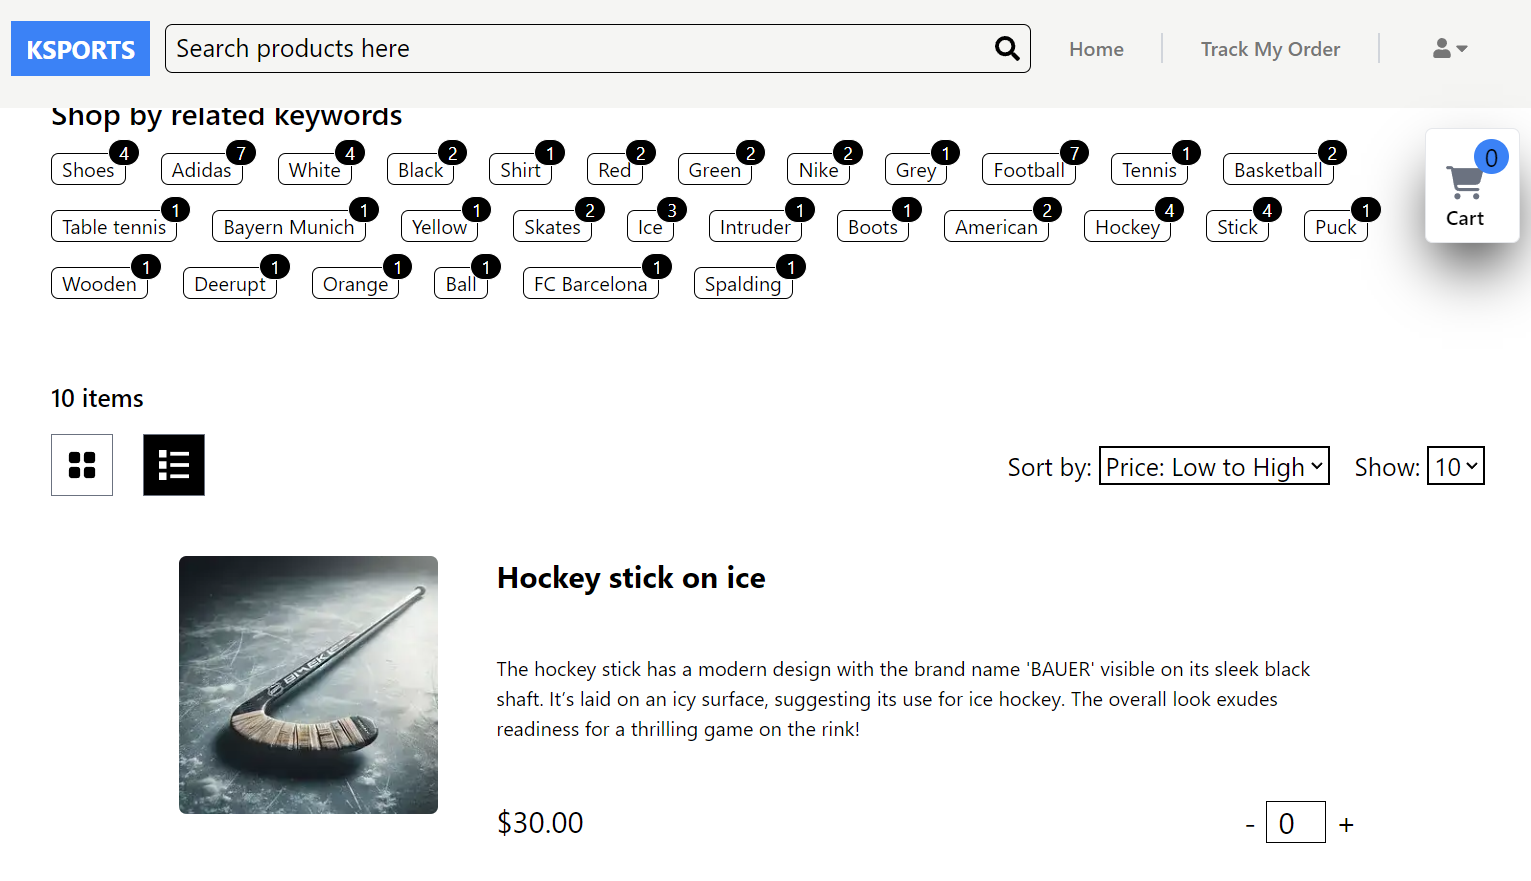 KSPORTS
Search products here
Home
Track My Order
Shop by related keywords
Shoes 4 Adidas 7 White 4 Black 2 Shirt 1 Red 2 Green 2 Nike 2 Grey 1 Football 7 Tennis 1 Basketball 2
Table tennis 1 Bayern Munich 1 Yellow 1 Skates 2 Ice 3 Intruder 1 Boots 1 American 2 Hockey 4 Stick 4 Puck 1
Wooden 1 Deerupt 1 Orange 1 Ball 1 FC Barcelona 1 Spalding 1
0
Cart
10 items
Sort by: Price: Low to High Show: 10
Hockey stick on ice
The hockey stick has a modern design with the brand name 'BAUER' visible on its sleek black
shaft. It’s laid on an icy surface, suggesting its use for ice hockey. The overall look exudes
readiness for a thrilling game on the rink!
$30.00
- 0 +